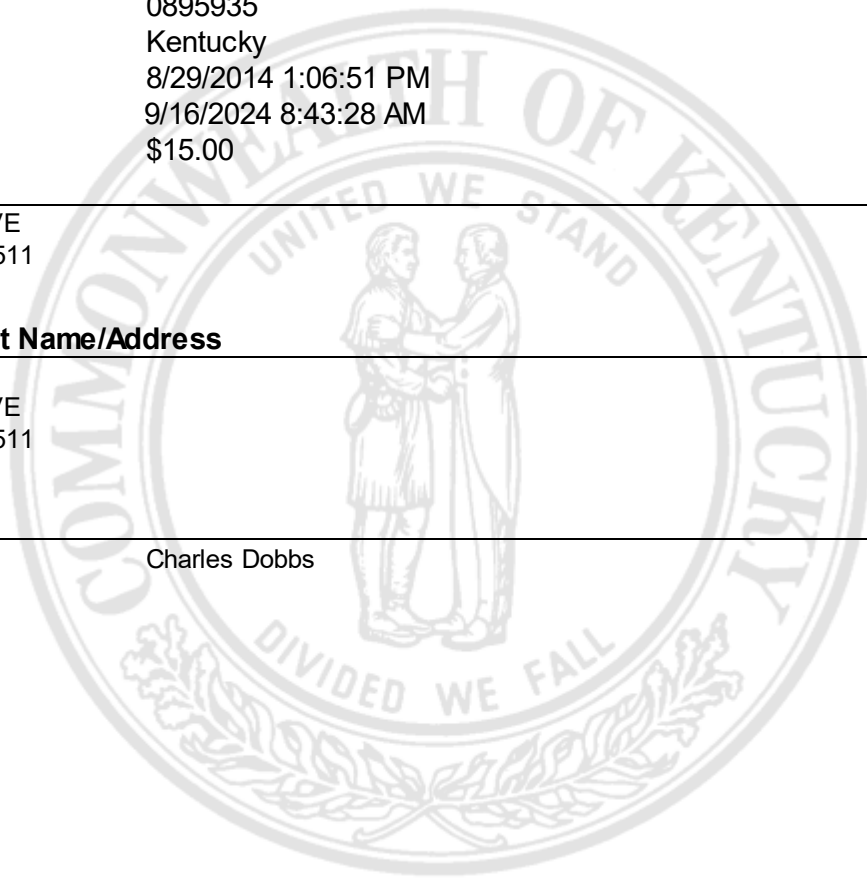 0895935
Kentucky
8/29/2014 1:06:51 PM
9/16/2024 8:43:28 AM
$15.00
VE
511
t Name/Address
VE
511
Charles Dobbs
COMMONWEALTH OF KENTUCKY
UNITED WE STAND
DIVIDED WE FALL